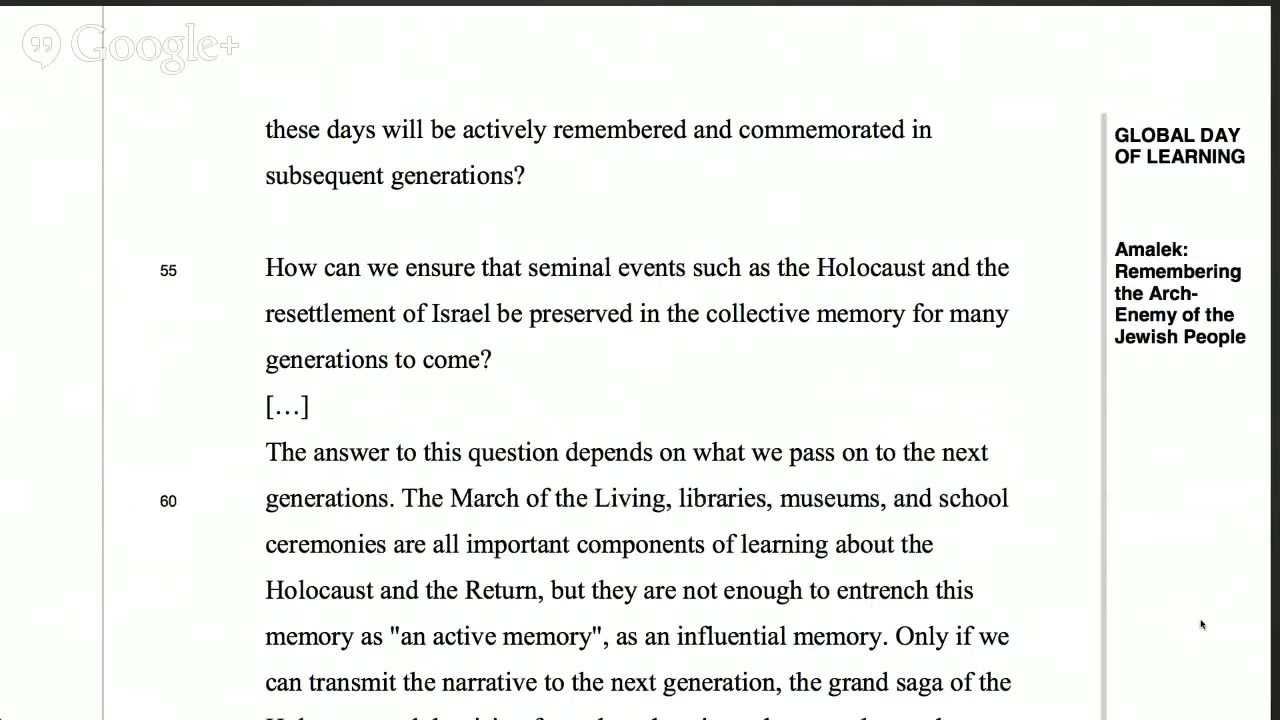 Google+
these days will be actively remembered and commemorated in
subsequent generations?
GLOBAL DAY
OF LEARNING
Amalek:
Remembering
the Arch-
Enemy of the
Jewish People
55
How can we ensure that seminal events such as the Holocaust and the
resettlement of Israel be preserved in the collective memory for many
generations to come?
[…]
The answer to this question depends on what we pass on to the next
60
generations. The March of the Living, libraries, museums, and school
ceremonies are all important components of learning about the
Holocaust and the Return, but they are not enough to entrench this
memory as "an active memory", as an influential memory. Only if we
can transmit the narrative to the next generation, the grand saga of the